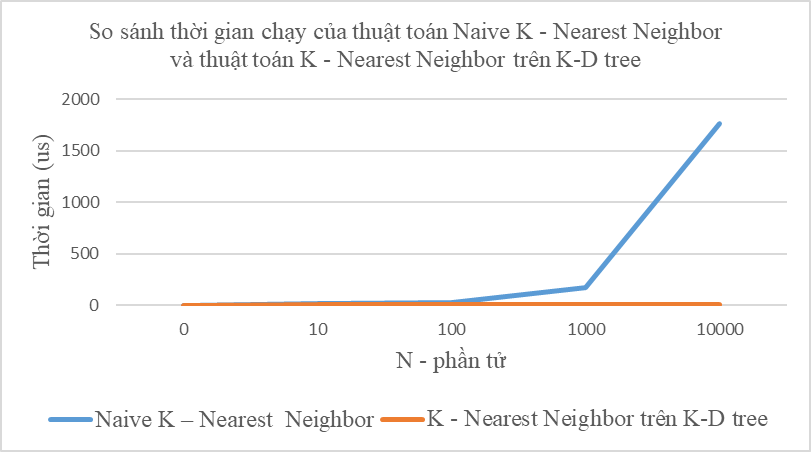 So sánh thời gian chạy của thuật toán Naive K - Nearest Neighbor
và thuật toán K - Nearest Neighbor trên K-D tree
Thời gian (us)
2000
1500
1000
500
0
0 10 100 1000 10000
N - phần tử
Naive K – Nearest Neighbor K - Nearest Neighbor trên K-D tree